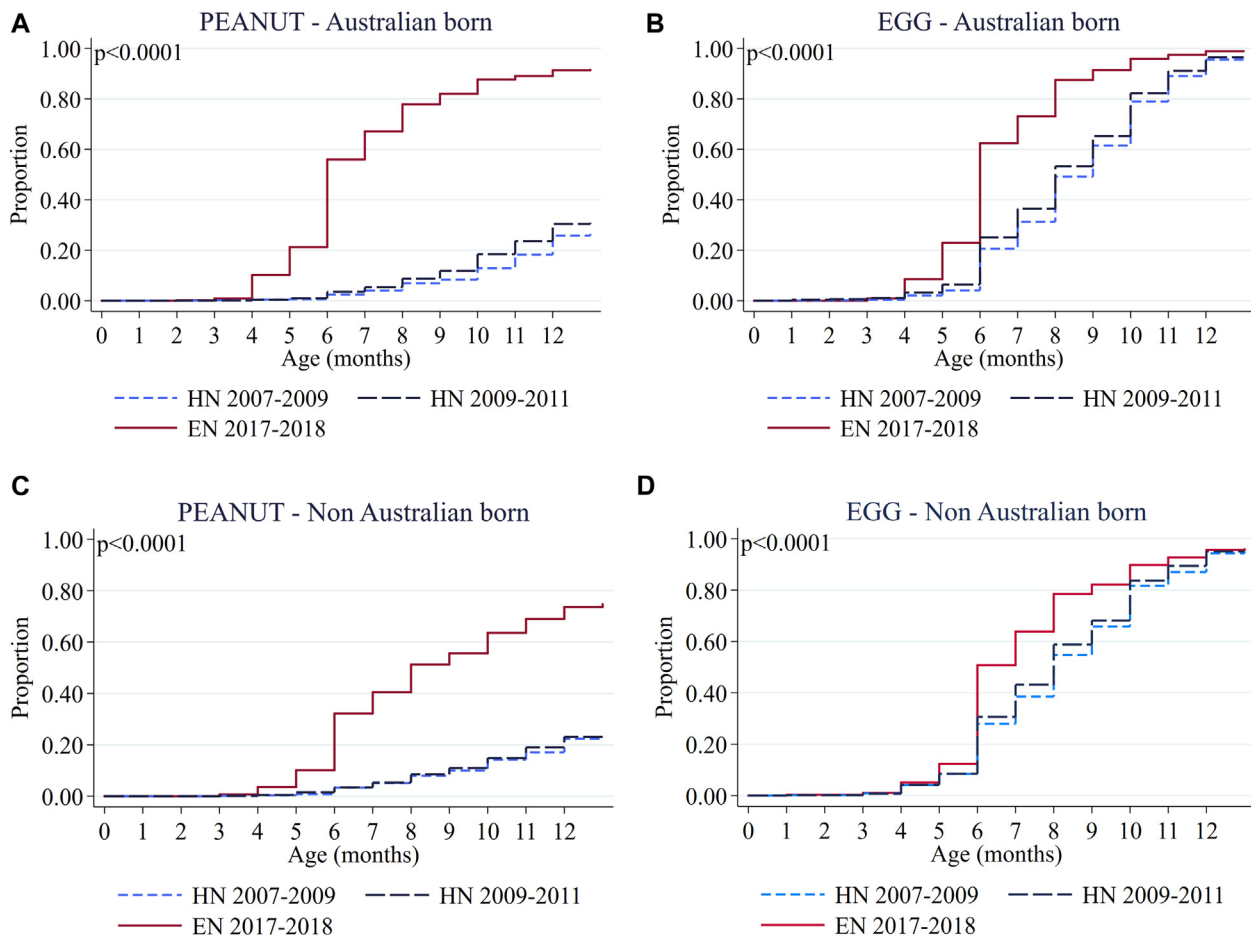 A
PEANUT - Australian born
p<0.0001
1.00
0.80
0.60
0.40
0.20
0.00
Proportion
0 1 2 3 4 5 6 7 8 9 10 11 12
Age (months)
HN 2007-2009 HN 2009-2011
EN 2017-2018
B
EGG - Australian born
p<0.0001
1.00
0.80
0.60
0.40
0.20
0.00
Proportion
0 1 2 3 4 5 6 7 8 9 10 11 12
Age (months)
HN 2007-2009 HN 2009-2011
EN 2017-2018
C
PEANUT - Non Australian born
p<0.0001
1.00
0.80
0.60
0.40
0.20
0.00
Proportion
0 1 2 3 4 5 6 7 8 9 10 11 12
Age (months)
HN 2007-2009 HN 2009-2011
EN 2017-2018
D
EGG - Non Australian born
p<0.0001
1.00
0.80
0.60
0.40
0.20
0.00
Proportion
0 1 2 3 4 5 6 7 8 9 10 11 12
Age (months)
HN 2007-2009 HN 2009-2011
EN 2017-2018